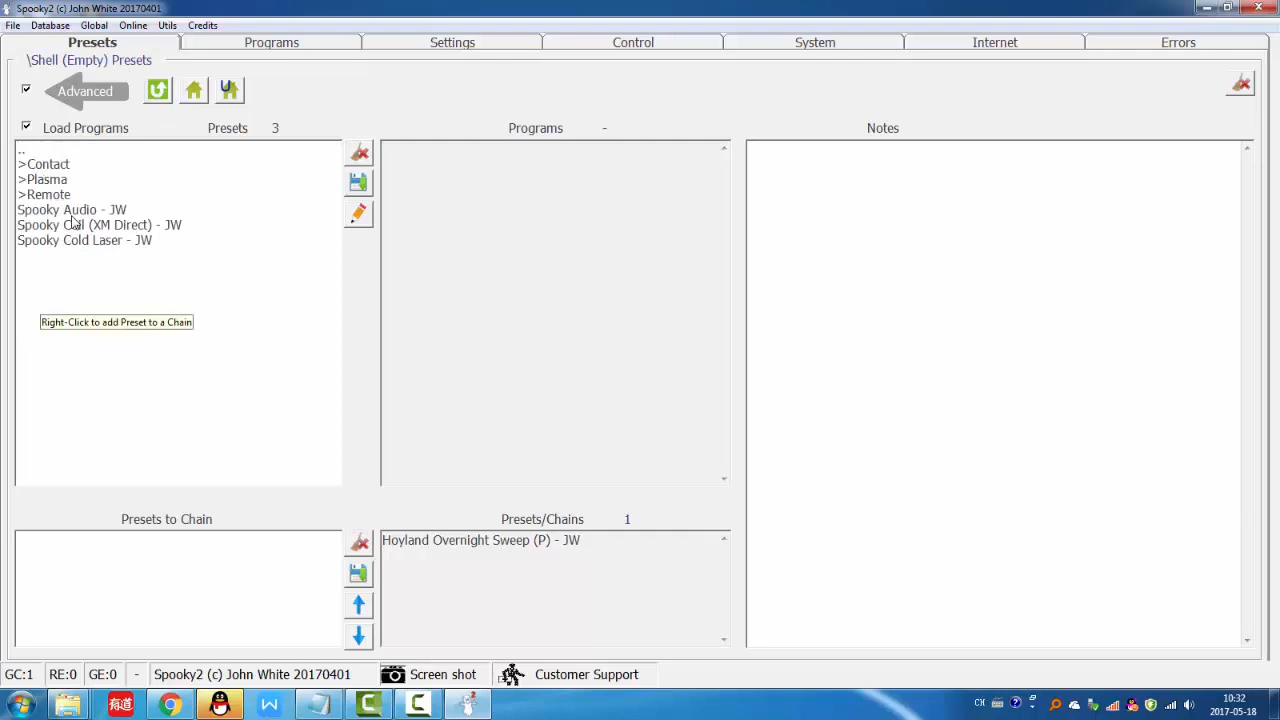 Spooky2 (c) John White 20170401
File Database Global Online Utils Credits
Presets Programs Settings Control System Internet Errors
\Shell (Empty) Presets
Advanced
Load Programs Presets 3 Programs - Notes
..
>Contact
>Plasma
>Remote
Spooky Audio - JW
Spooky Coil (XM Direct) - JW
Spooky Cold Laser - JW
Right-Click to add Preset to a Chain
Presets to Chain Presets/Chains 1
Hoyland Overnight Sweep (P) - JW
GC:1 RE:0 GE:0 - Spooky2 (c) John White 20170401 Screen shot Customer Support
有道 CH 10:32
2017-05-18